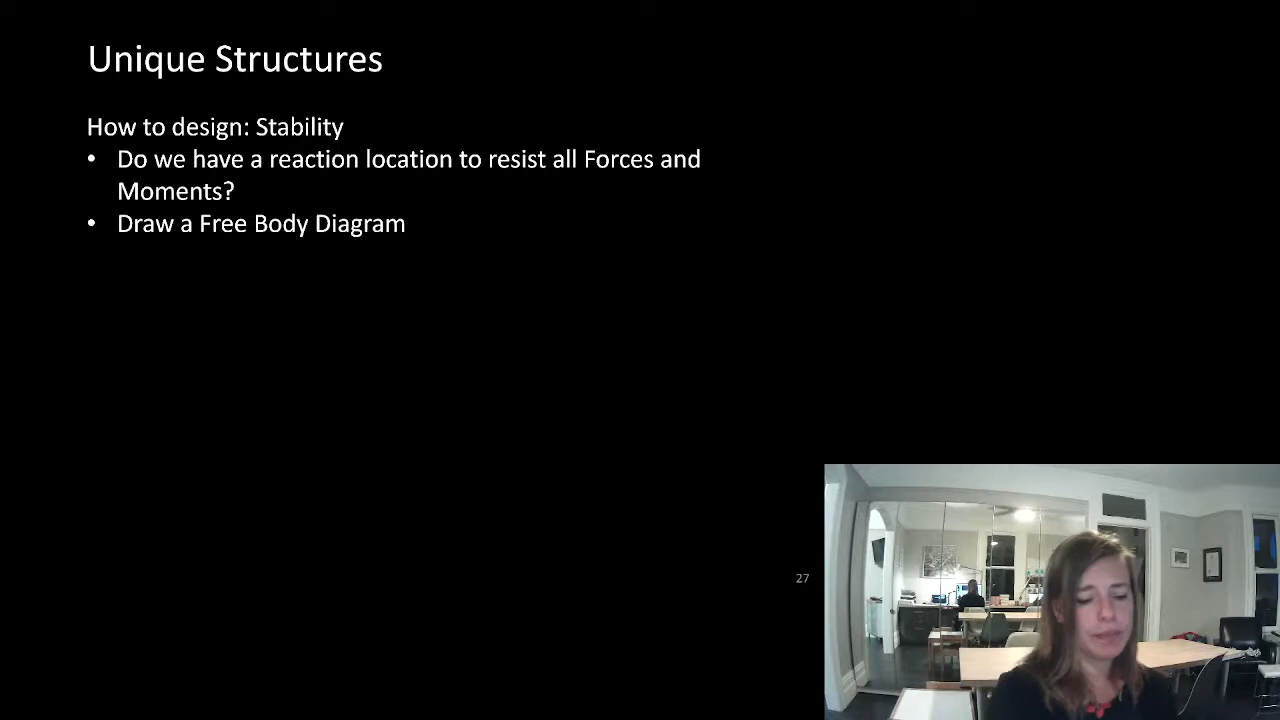 Unique Structures
How to design: Stability
• Do we have a reaction location to resist all Forces and
Moments?
• Draw a Free Body Diagram
27